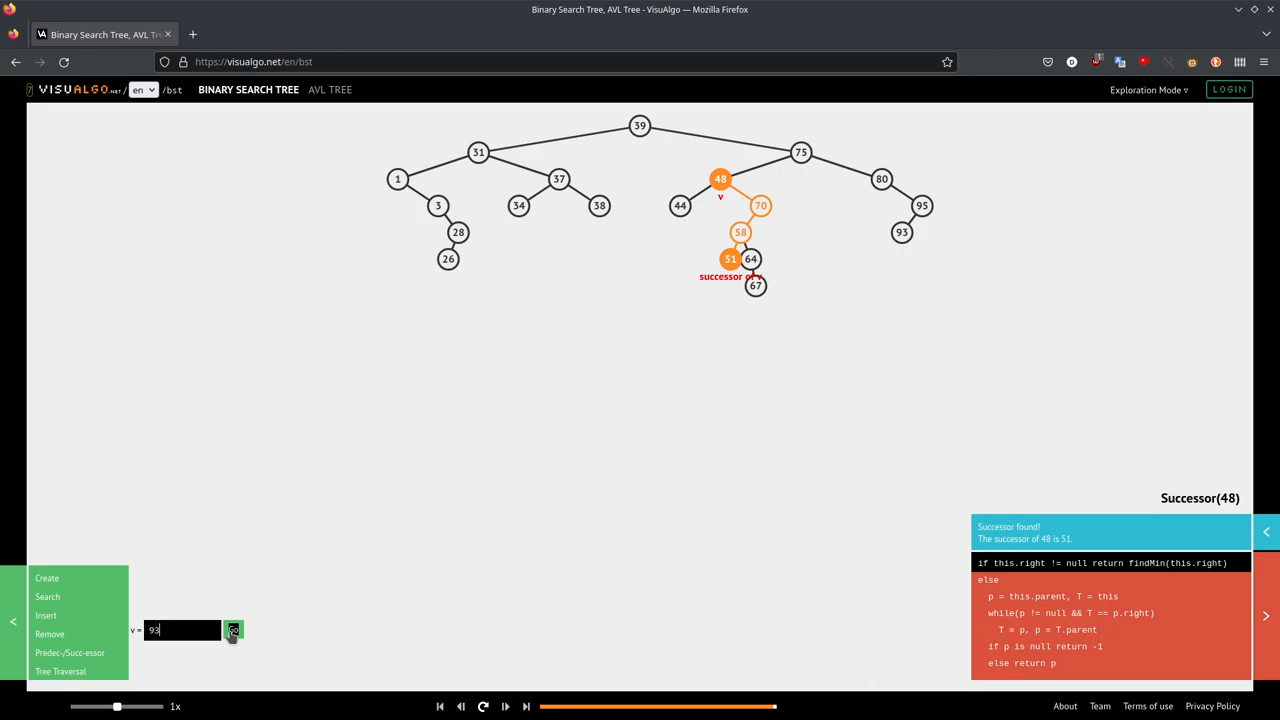 Binary Search Tree, AVL Tree - VisuAlgo — Mozilla Firefox
Binary Search Tree, AVL Tre
https://visualgo.net/en/bst
1
VISUALGO.NET/ en /bst BINARY SEARCH TREE AVL TREE Exploration Mode ▿ LOGIN
39
31 75
1 37 48 80
v
3 34 38 44 70 95
28 58 93
26 51 64
successor of v
67
Successor(48)
Successor found!
The successor of 48 is 51.
if this.right != null return findMin(this.right)
else
p = this.parent, T = this
while(p != null && T == p.right)
T = p, p = T.parent
if p is null return -1
else return p
Create
Search
Insert
Remove
Predec-/Succ-essor
Tree Traversal
v = 93 Go
1x
About Team Terms of use Privacy Policy